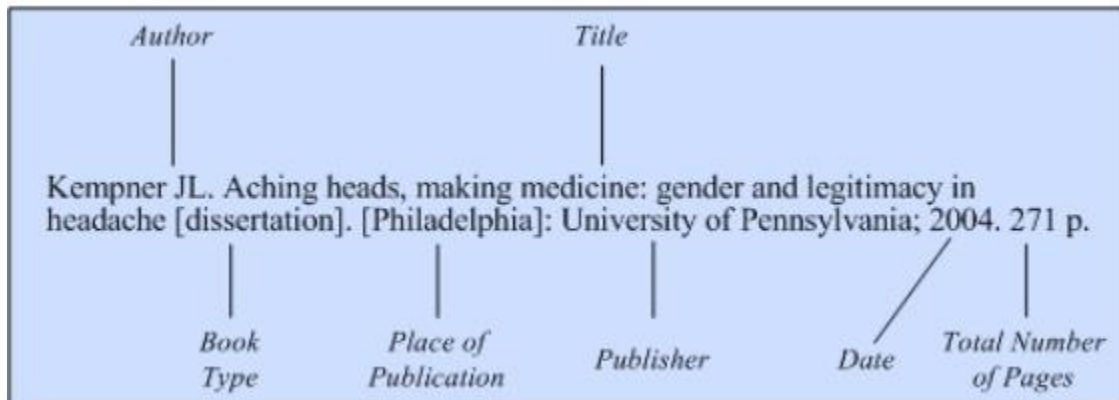 Author Title
Kempner JL. Aching heads, making medicine: gender and legitimacy in
headache [dissertation]. [Philadelphia]: University of Pennsylvania; 2004. 271 p.
Book Type
Place of Publication
Publisher
Date
Total Number of Pages